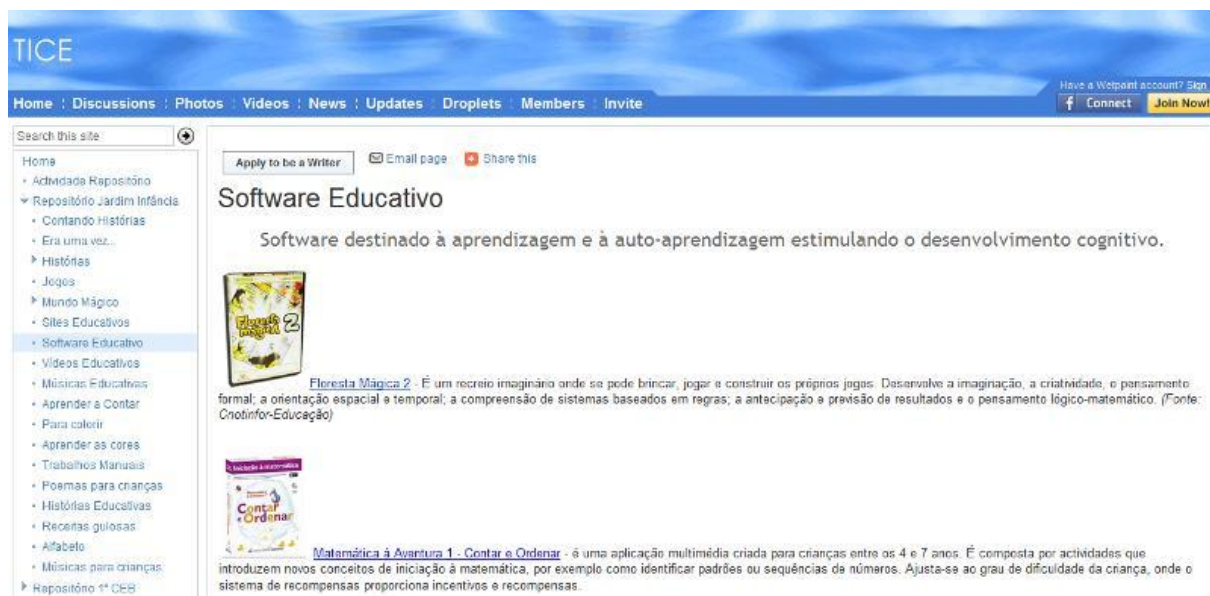 TICE
Have a Wetpaint account? Sign
Home Discussions Photos Videos News Updates Droplets Members Invite
f Connect Join Now!
Search this site
Apply to be a Writer Email page Share this
Home
Actividade Repositório
Repositório Jardim Infância
Contando Histórias
Era uma vez...
Histórias
Jogos
Mundo Mágico
Sites Educativos
Software Educativo
Vídeos Educativos
Músicas Educativas
Aprender a Contar
Para colorir
Aprender as cores
Trabalhos Manuais
Poemas para crianças
Histórias Educativas
Receitas gulosas
Alfabeto
Músicas para crianças
Repositório 1º CEB
Software Educativo
Software destinado à aprendizagem e à auto-aprendizagem estimulando o desenvolvimento cognitivo.
Floresta
mágica 2
Floresta Mágica 2 - É um recreio imaginário onde se pode brincar, jogar e construir os próprios jogos. Desenvolve a imaginação, a criatividade, o pensamento
formal; a orientação espacial e temporal; a compreensão de sistemas baseados em regras; a antecipação e previsão de resultados e o pensamento lógico-matemático. (Fonte:
Cnotinfor-Educação)
Iniciação à matemática
Contar
e Ordenar
Matemática à Aventura 1 - Contar e Ordenar - é uma aplicação multimédia criada para crianças entre os 4 e 7 anos. É composta por actividades que
introduzem novos conceitos de iniciação à matemática, por exemplo como identificar padrões ou sequências de números. Ajusta-se ao grau de dificuldade da criança, onde o
sistema de recompensas proporciona incentivos e recompensas.